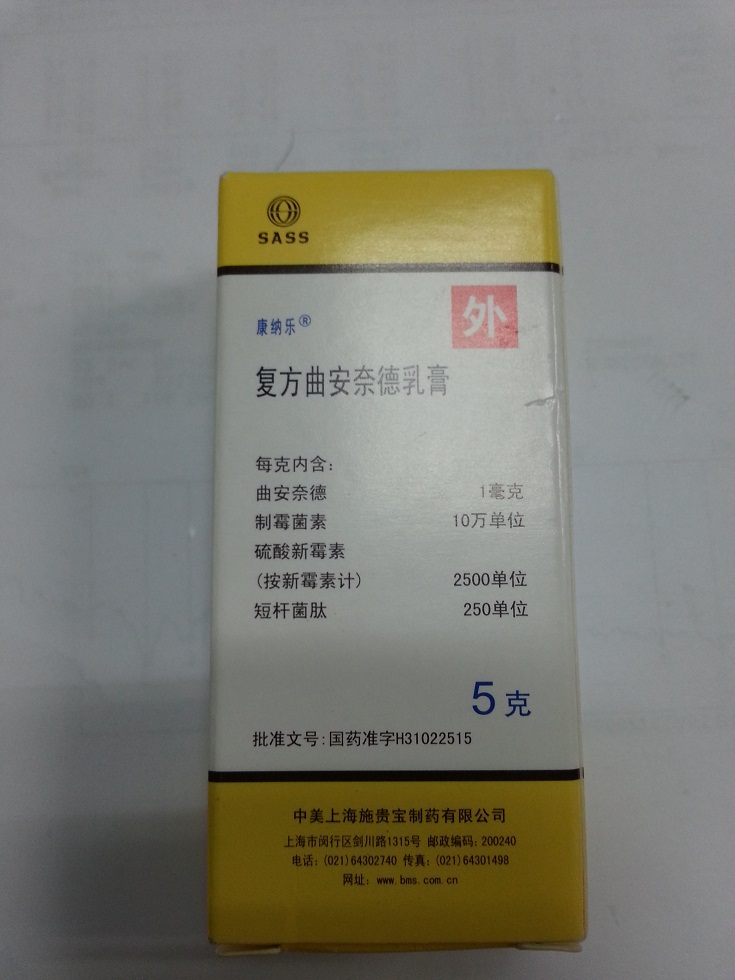 SASS
康纳乐®
外
复方曲安奈德乳膏
每克内含:
曲安奈德 1毫克
制霉菌素 10万单位
硫酸新霉素
(按新霉素计) 2500单位
短杆菌肽 250单位
5克
批准文号:国药准字H31022515
中美上海施贵宝制药有限公司
上海市闵行区剑川路1315号 邮政编码:200240
电话:(021)64302740 传真:(021)64301498
网址: www.bms.com.cn